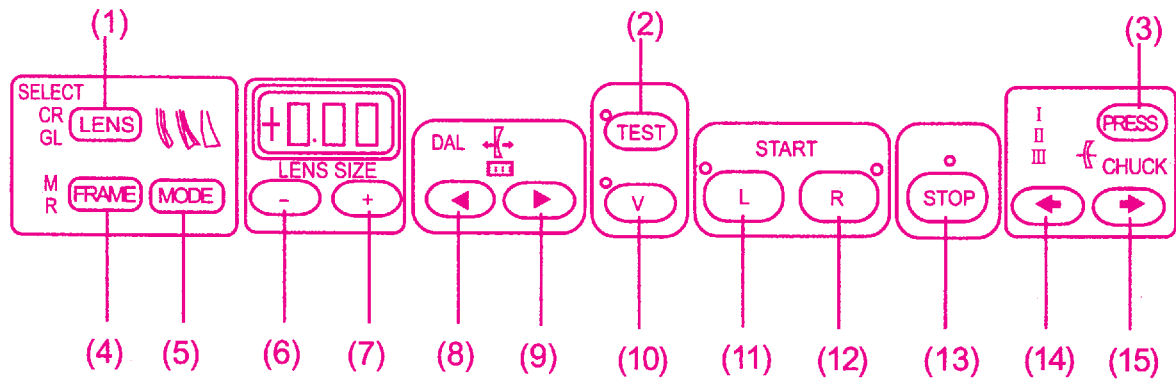 (1) (2) (3)
SELECT
CR
GL
LENS
M
R
FRAME
MODE
+0.00
LENS SIZE
-
+
DAL
TEST
V
START
L
R
STOP
I
II
III
PRESS
CHUCK
(4) (5) (6) (7) (8) (9) (10) (11) (12) (13) (14) (15)